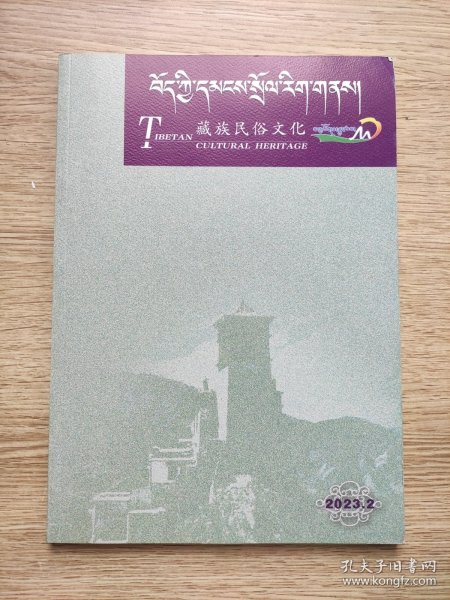 བོད་ཀྱི་དམངས་སྲོལ་རིག་གནས།
TIBETAN 藏族民俗文化
CULTURAL HERITAGE
2023.2
孔夫子旧书网
www.kongfz.com